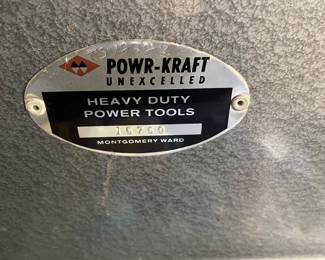 POWR-KRAFT
UNEXCELLED
HEAVY DUTY
POWER TOOLS
MONTGOMERY WARD